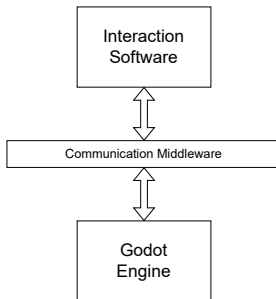 Interaction
Software
Communication Middleware
Godot
Engine